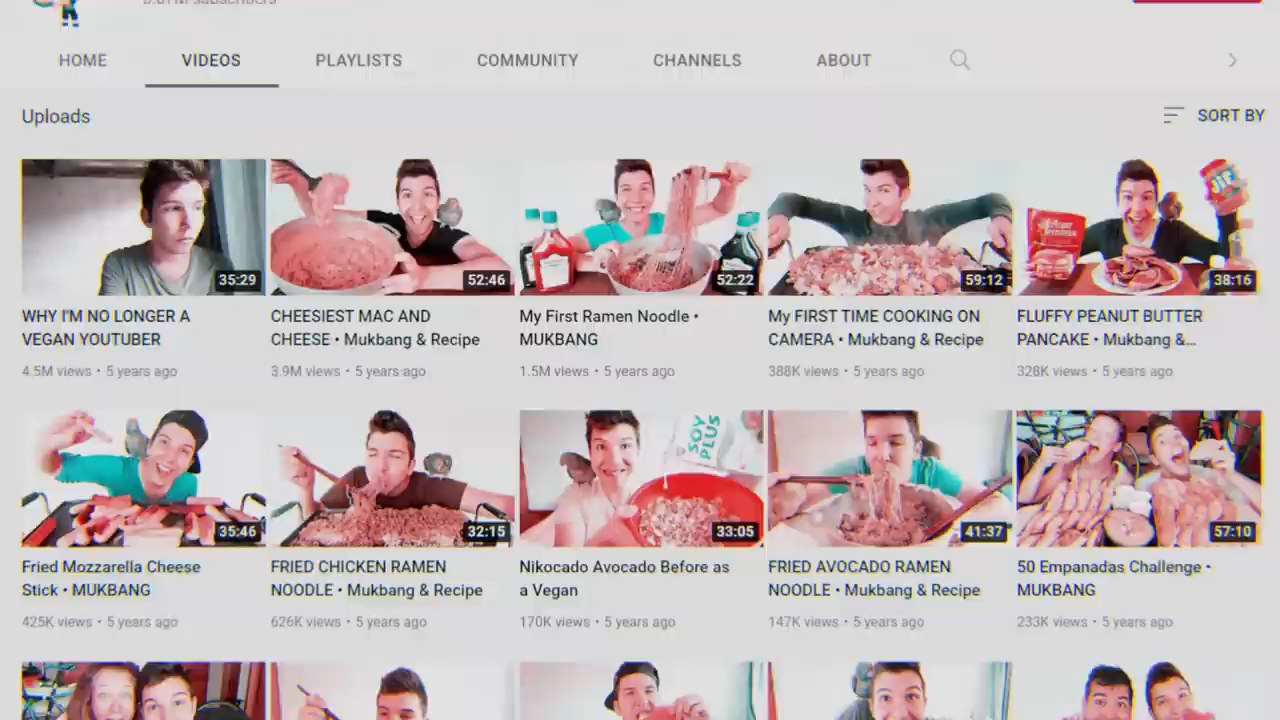 HOME VIDEOS PLAYLISTS COMMUNITY CHANNELS ABOUT
Uploads SORT BY
35:29 52:46 52:22 59:12 38:16
Jif
WHY I'M NO LONGER A
VEGAN YOUTUBER
4.5M views • 5 years ago
CHEESIEST MAC AND
CHEESE • Mukbang & Recipe
3.9M views • 5 years ago
My First Ramen Noodle •
MUKBANG
1.5M views • 5 years ago
My FIRST TIME COOKING ON
CAMERA • Mukbang & Recipe
388K views • 5 years ago
FLUFFY PEANUT BUTTER
PANCAKE • Mukbang &...
328K views • 5 years ago
SOY
PLUS
35:46 32:15 33:05 41:37 57:10
Fried Mozzarella Cheese
Stick • MUKBANG
425K views • 5 years ago
FRIED CHICKEN RAMEN
NOODLE • Mukbang & Recipe
626K views • 5 years ago
Nikocado Avocado Before as
a Vegan
170K views • 5 years ago
FRIED AVOCADO RAMEN
NOODLE • Mukbang & Recipe
147K views • 5 years ago
50 Empanadas Challenge •
MUKBANG
233K views • 5 years ago